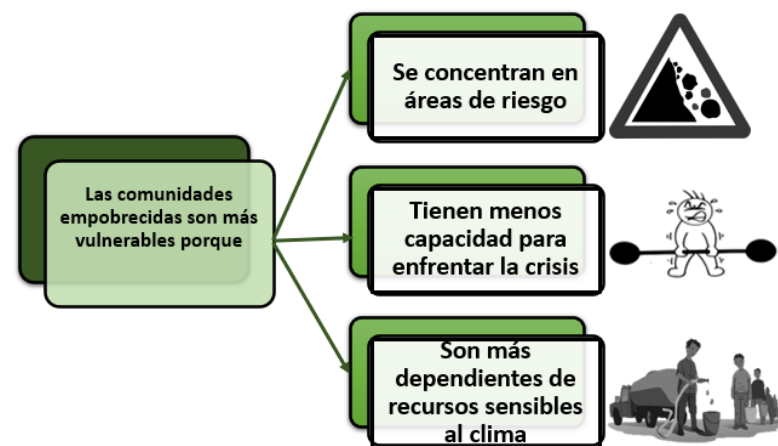 Las comunidades
empobrecidas son más
vulnerables porque
Se concentran en
áreas de riesgo
Tienen menos
capacidad para
enfrentar la crisis
Son más
dependientes de
recursos sensibles
al clima